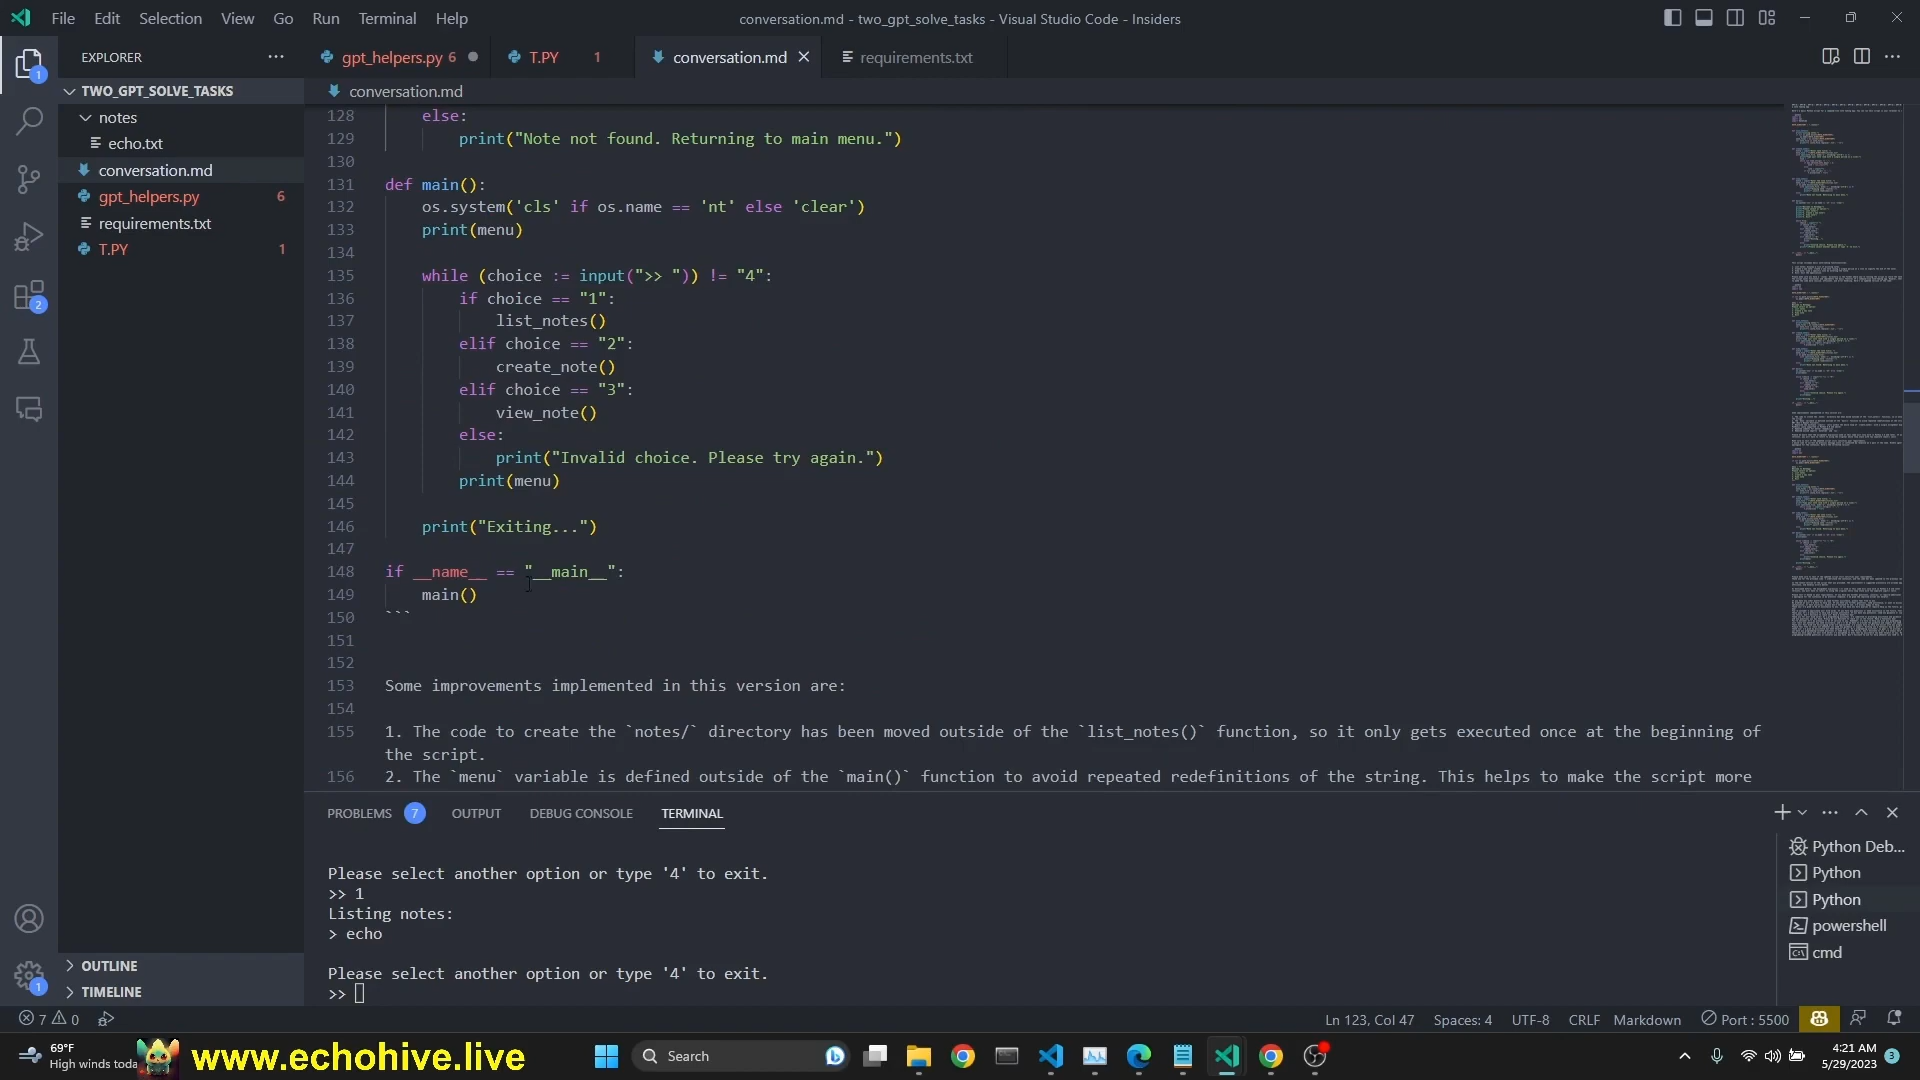 File Edit Selection View Go Run Terminal Help
conversation.md - two_gpt_solve_tasks - Visual Studio Code - Insiders
EXPLORER
gpt_helpers.py 6
T.PY 1
conversation.md
requirements.txt
TWO_GPT_SOLVE_TASKS
notes
echo.txt
conversation.md
gpt_helpers.py 6
requirements.txt
T.PY 1
OUTLINE
TIMELINE
1
2
1
conversation.md
128 else:
129 print("Note not found. Returning to main menu.")
130
131 def main():
132 os.system('cls' if os.name == 'nt' else 'clear')
133 print(menu)
134
135 while (choice := input(">> ")) != "4":
136 if choice == "1":
137 list_notes()
138 elif choice == "2":
139 create_note()
140 elif choice == "3":
141 view_note()
142 else:
143 print("Invalid choice. Please try again.")
144 print(menu)
145
146 print("Exiting...")
147
148 if __name__ == "__main__":
149 main()
150 ```
151
152
153 Some improvements implemented in this version are:
154
155 1. The code to create the `notes/` directory has been moved outside of the `list_notes()` function, so it only gets executed once at the beginning of
the script.
156 2. The `menu` variable is defined outside of the `main()` function to avoid repeated redefinitions of the string. This helps to make the script more
PROBLEMS 7 OUTPUT DEBUG CONSOLE TERMINAL
Please select another option or type '4' to exit.
>> 1
Listing notes:
> echo
Please select another option or type '4' to exit.
>>
Python Deb...
Python
Python
powershell
cmd
7 0
Ln 123, Col 47 Spaces: 4 UTF-8 CRLF Markdown Port : 5500
69°F
High winds toda
www.echohive.live
Search
4:21 AM
5/29/2023
3